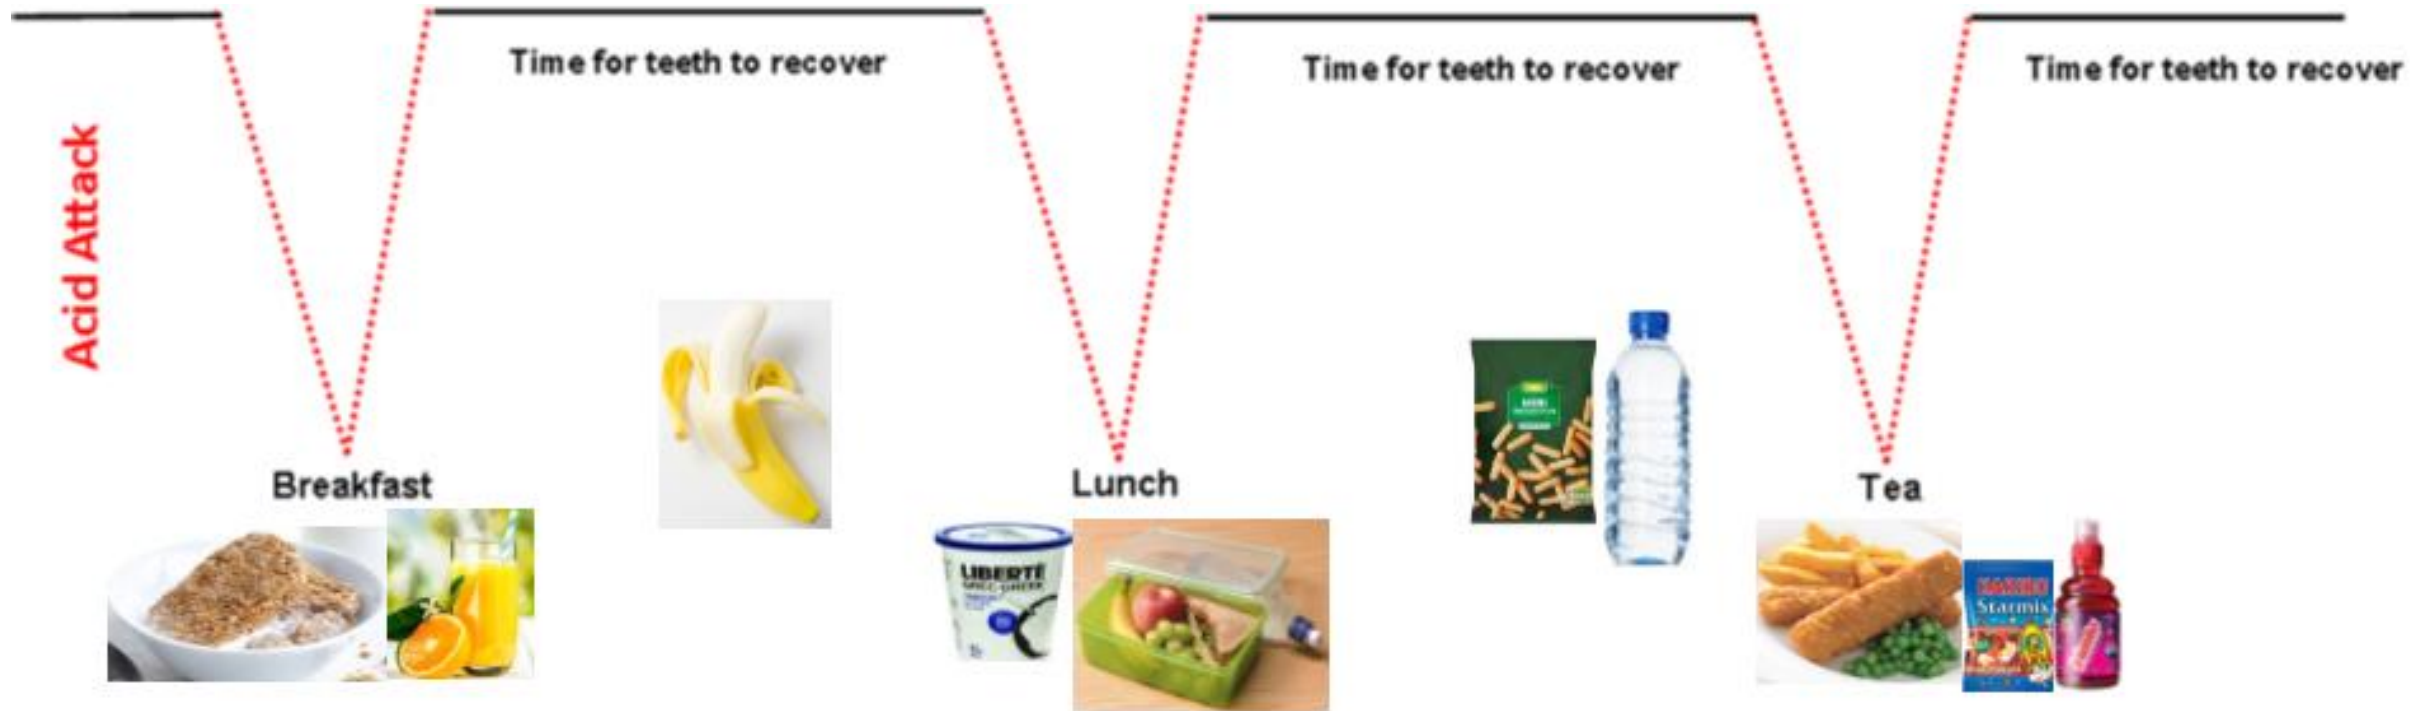 Time for teeth to recover
Time for teeth to recover
Time for teeth to recover
Acid Attack
Breakfast
Lunch
Tea
LIBERTÉ
HARIBO
Starmix